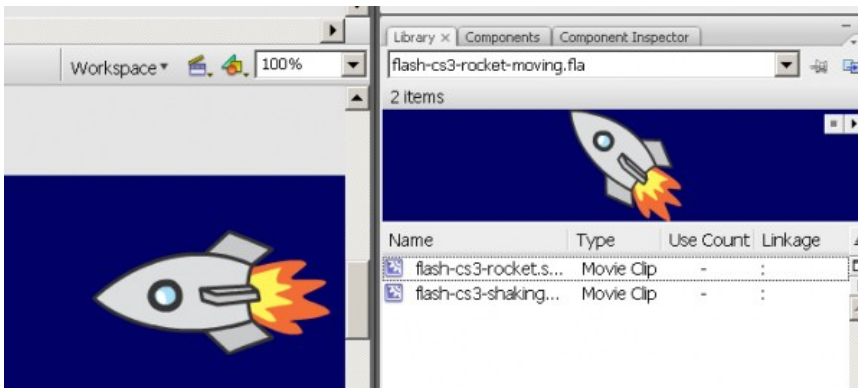 Workspace 100%
Library × Components Component Inspector
flash-cs3-rocket-moving.fla
2 items
Name Type Use Count Linkage
flash-cs3-rocket.s... Movie Clip - :
flash-cs3-shaking... Movie Clip - :